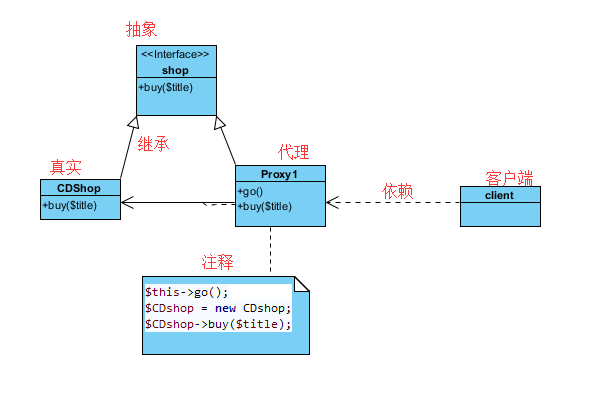 抽象
<<Interface>>
shop
+buy($title)
继承
真实
CDShop
+buy($title)
代理
Proxy1
+go()
+buy($title)
依赖
客户端
client
注释
$this->go();
$CDshop = new CDshop;
$CDshop->buy($title);